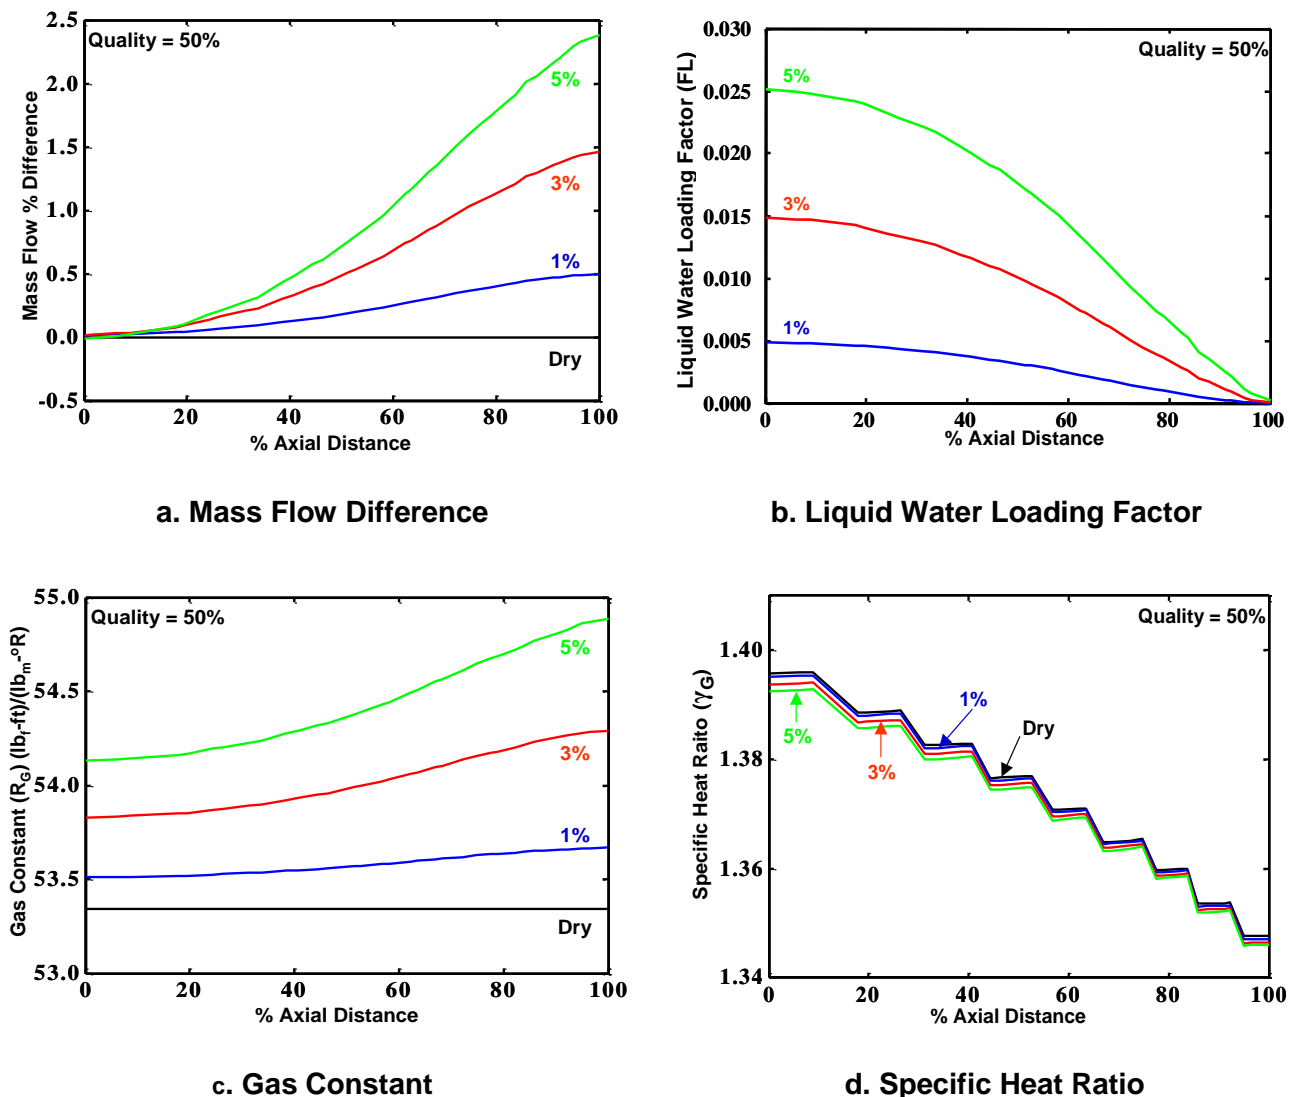 Quality = 50%
2.5
2.0
1.5
1.0
0.5
0.0
-0.5
Mass Flow % Difference
5%
3%
1%
Dry
0 20 40 60 80 100
% Axial Distance
a. Mass Flow Difference
Quality = 50%
0.030
0.025
0.020
0.015
0.010
0.005
0.000
Liquid Water Loading Factor (FL)
5%
3%
1%
0 20 40 60 80 100
% Axial Distance
b. Liquid Water Loading Factor
Quality = 50%
55.0
54.5
54.0
53.5
53.0
Gas Constant (R_G) (lb_f-ft)/(lb_m-ºR)
5%
3%
1%
Dry
0 20 40 60 80 100
% Axial Distance
c. Gas Constant
Quality = 50%
1.40
1.38
1.36
1.34
Specific Heat Raito (γ_G)
1%
Dry
5%
3%
0 20 40 60 80 100
% Axial Distance
d. Specific Heat Ratio